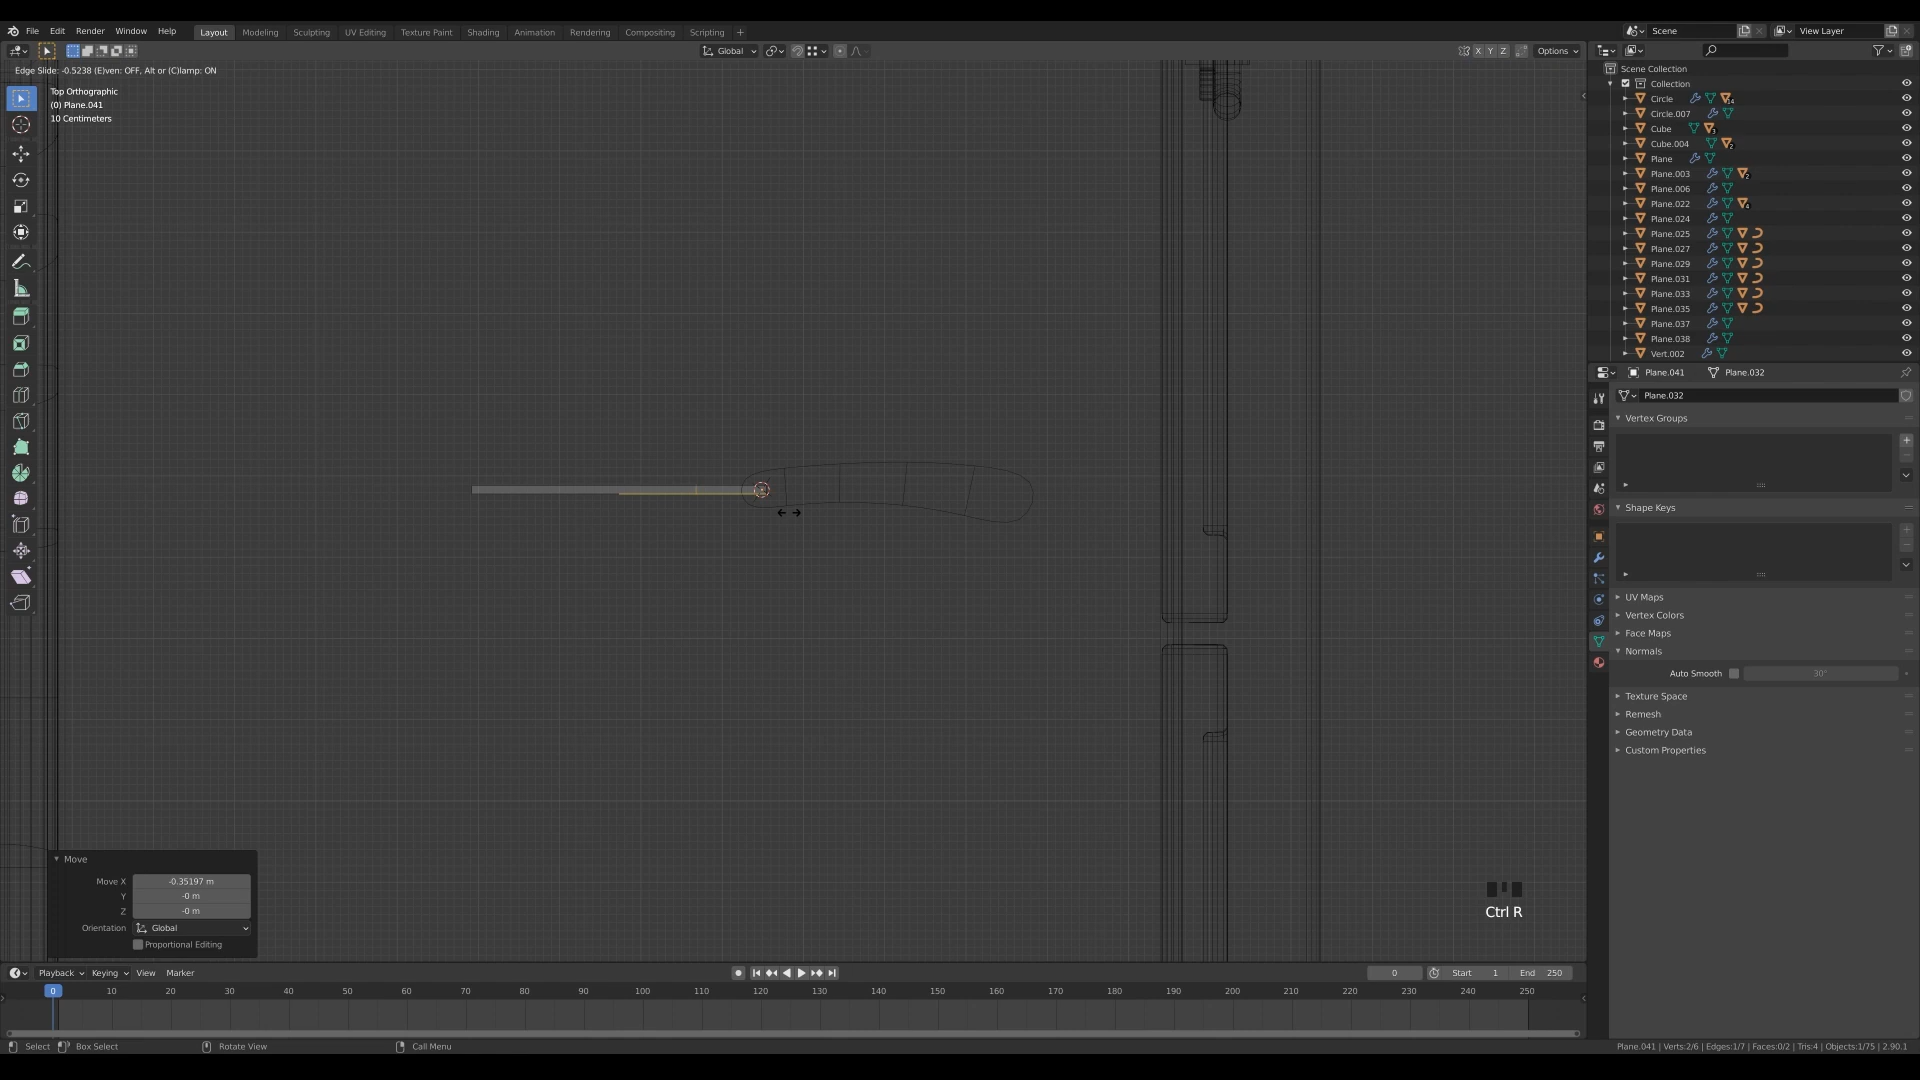 File Edit Render Window Help Layout Modeling Sculpting UV Editing Texture Paint Shading Animation Rendering Compositing Scripting +
Scene
View Layer
Global
X Y Z
Options
Edge Slide: -0.5238 (E)ven: OFF, Alt or (C)lamp: ON
Top Orthographic
(0) Plane.041
10 Centimeters
Scene Collection
Collection
Circle 14
Circle.007
Cube 3
Cube.004 2
Plane
Plane.003 2
Plane.006
Plane.022 4
Plane.024
Plane.025
Plane.027
Plane.029
Plane.031
Plane.033
Plane.035
Plane.037
Plane.038
Vert.002
Plane.041 Plane.032
Plane.032
Vertex Groups
Shape Keys
UV Maps
Vertex Colors
Face Maps
Normals
Auto Smooth 30°
Texture Space
Remesh
Geometry Data
Custom Properties
Move
Move X -0.35197 m
Y -0 m
Z -0 m
Orientation Global
Proportional Editing
Ctrl R
Playback Keying View Marker
0 Start 1 End 250
0 10 20 30 40 50 60 70 80 90 100 110 120 130 140 150 160 170 180 190 200 210 220 230 240 250
Select Box Select Rotate View Call Menu
Plane.041 | Verts:2/6 | Edges:1/7 | Faces:0/2 | Tris:4 | Objects:1/75 | 2.90.1